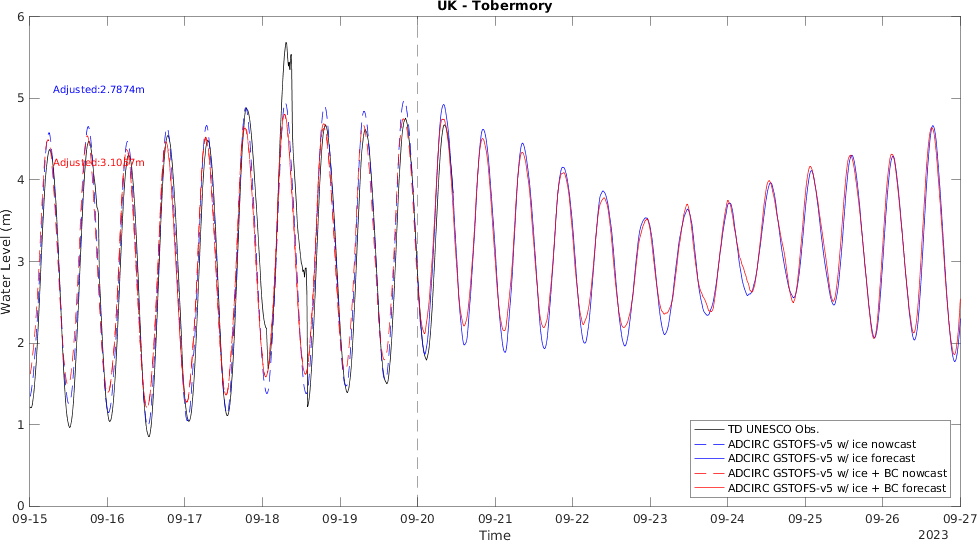 UK - Tobermory
6
5
4
3
2
1
0
Water Level (m)
Adjusted:2.7874m
TD UNESCO Obs.
ADCIRC GSTOFS-v5 w/ ice nowcast
ADCIRC GSTOFS-v5 w/ ice forecast
ADCIRC GSTOFS-v5 w/ ice + BC nowcast
ADCIRC GSTOFS-v5 w/ ice + BC forecast
09-15 09-16 09-17 09-18 09-19 09-20 09-21 09-22 09-23 09-24 09-25 09-26 09-27
Time
2023